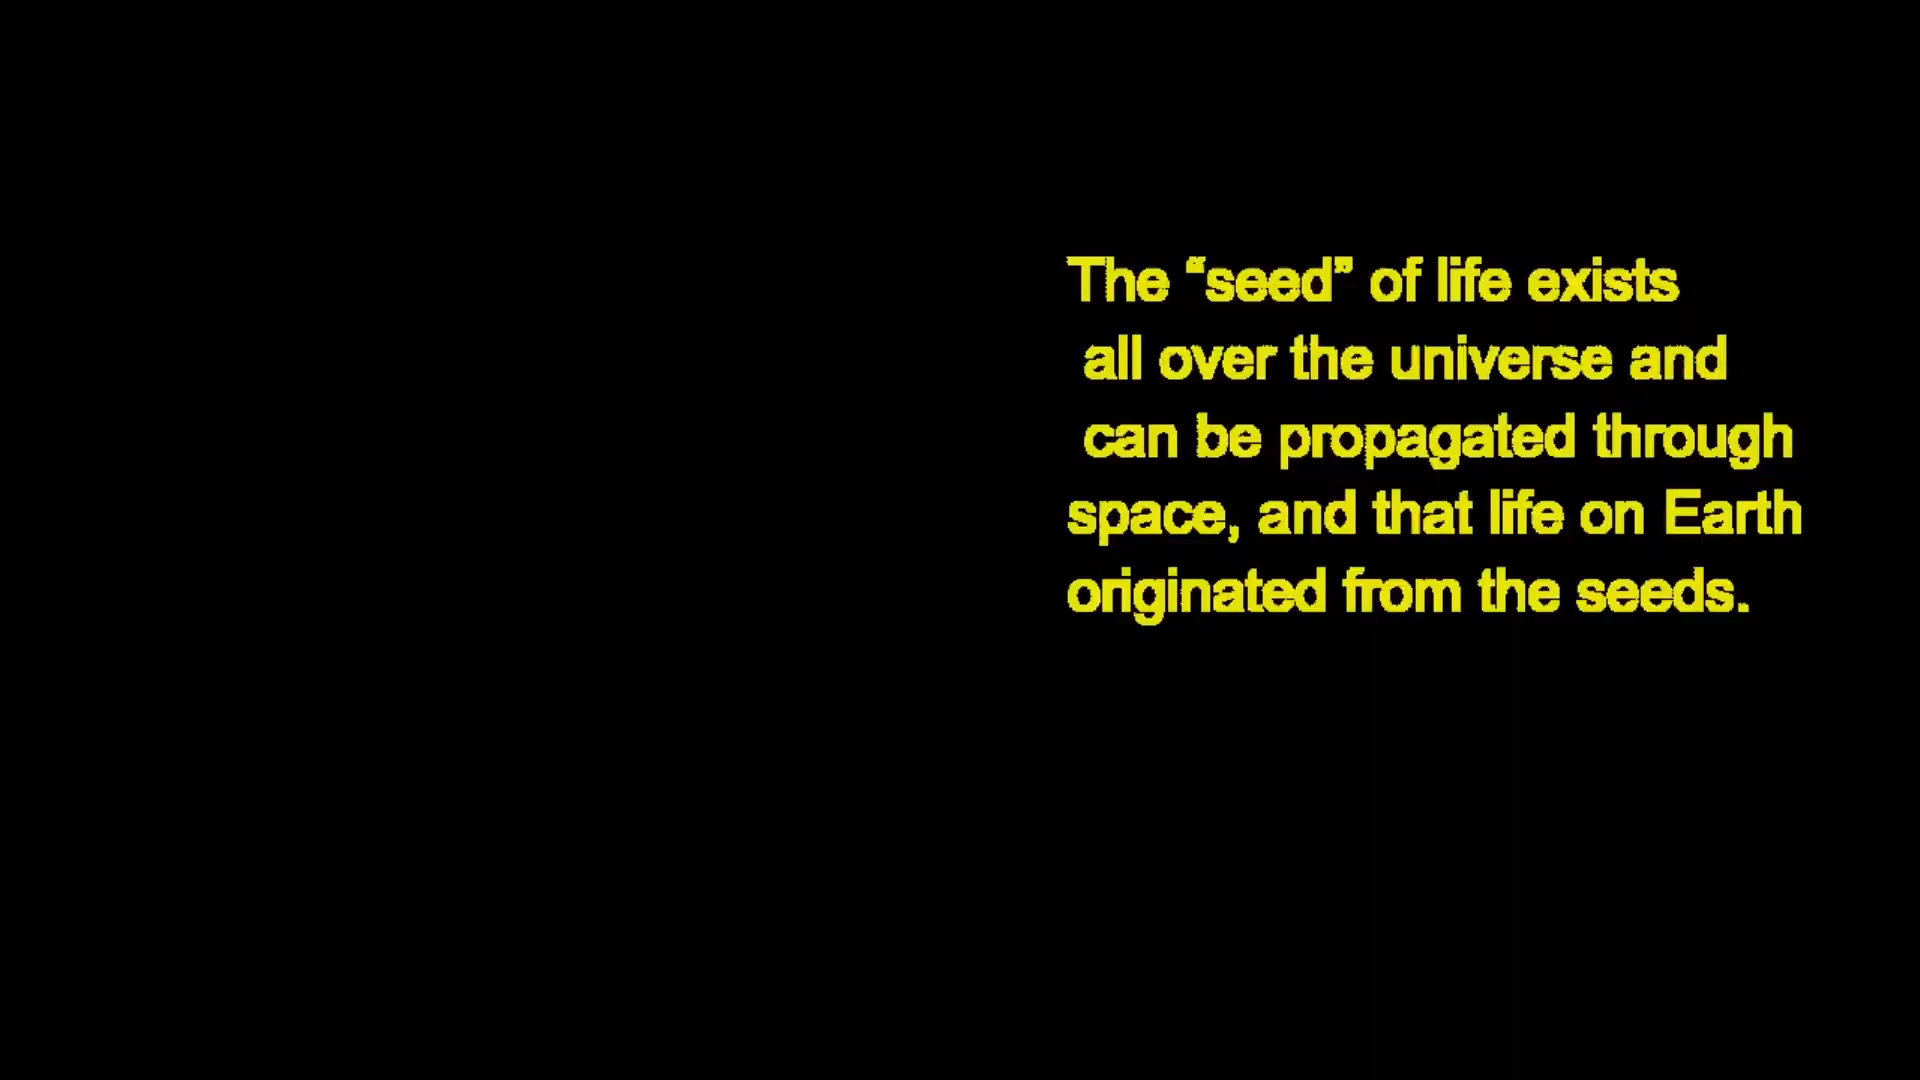 The “seed” of life exists
all over the universe and
can be propagated through
space, and that life on Earth
originated from the seeds.